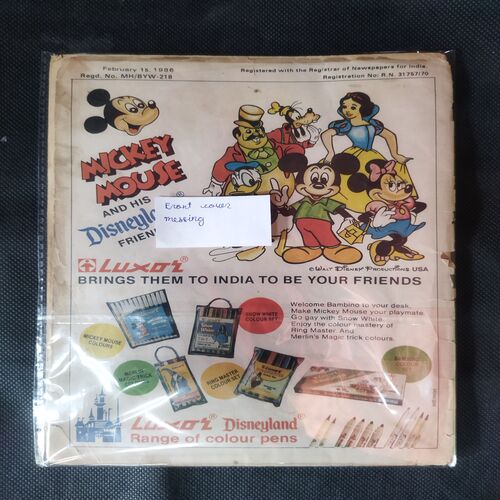 February 15, 1986
Regd. No. MH/BYW-218
Registered with the Registrar of Newspapers for India.
Registration No: R.N. 31757/70
MICKEY
MOUSE
AND HIS
Disneyland
FRIEN
Front cover
messing
© WALT DISNEY PRODUCTIONS USA
Luxor
BRINGS THEM TO INDIA TO BE YOUR FRIENDS
Welcome Bambino to your desk.
Make Mickey Mouse your playmate.
Go gay with Snow White.
Enjoy the colour mastery of
Ring Master. And
Merlin's Magic trick colours.
MICKEY MOUSE
COLOURS
SNOW WHITE
COLOUR SET
MERLIN
MAGIC TRICK
RING MASTER
COLOUR SET
BAMBINO
COLOUR
Luxor Disneyland
Range of colour pens